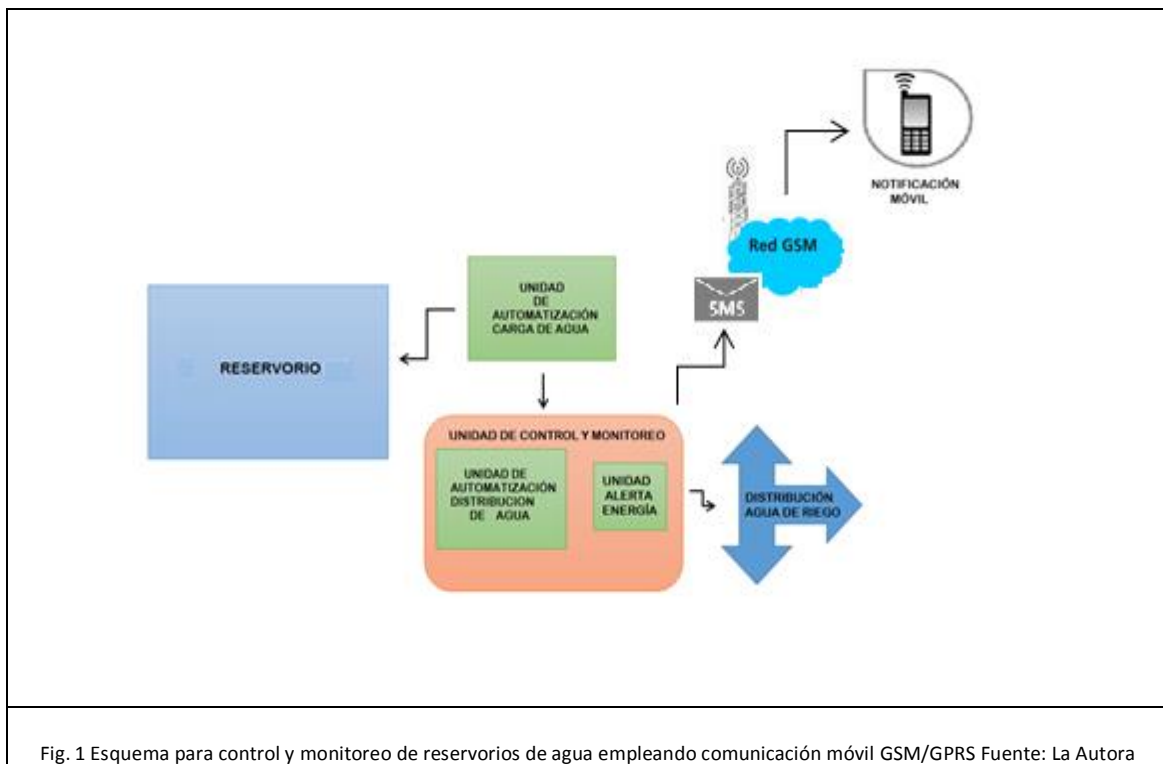 NOTIFICACIÓN
MÓVIL
Red GSM
SMS
UNIDAD
DE
AUTOMATIZACIÓN
CARGA DE AGUA
RESERVORIO
UNIDAD DE CONTROL Y MONITOREO
UNIDAD DE
AUTOMATIZACIÓN
DISTRIBUCION
DE AGUA
UNIDAD
ALERTA
ENERGÍA
DISTRIBUCIÓN
AGUA DE RIEGO
Fig. 1 Esquema para control y monitoreo de reservorios de agua empleando comunicación móvil GSM/GPRS Fuente: La Autora